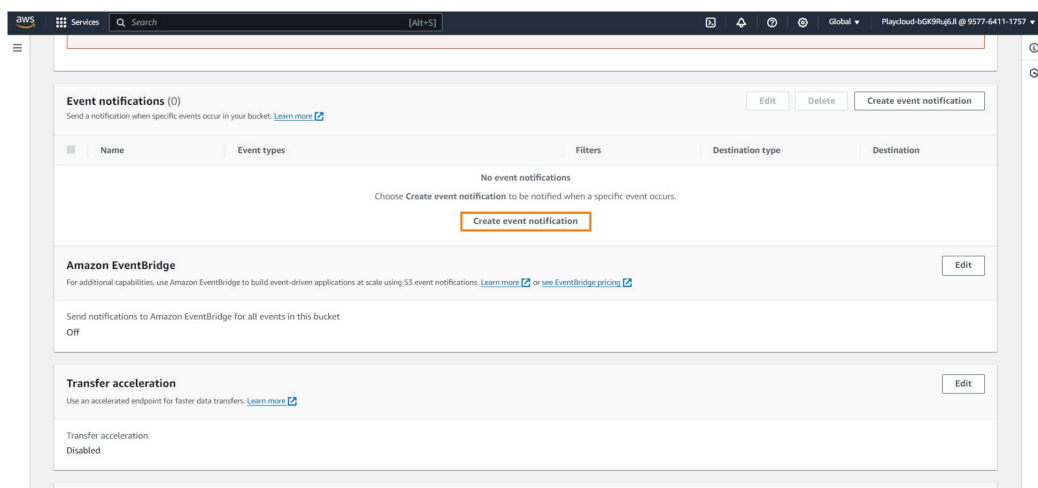 aws Services Search [Alt+S] Global Playcloud-bGK9Ruj6Jl @ 9577-6411-1757
Event notifications (0) Edit Delete Create event notification
Send a notification when specific events occur in your bucket. Learn more
Name Event types Filters Destination type Destination
No event notifications
Choose Create event notification to be notified when a specific event occurs.
Create event notification
Amazon EventBridge Edit
For additional capabilities, use Amazon EventBridge to build event-driven applications at scale using S3 event notifications. Learn more or see EventBridge pricing
Send notifications to Amazon EventBridge for all events in this bucket
Off
Transfer acceleration Edit
Use an accelerated endpoint for faster data transfers. Learn more
Transfer acceleration
Disabled